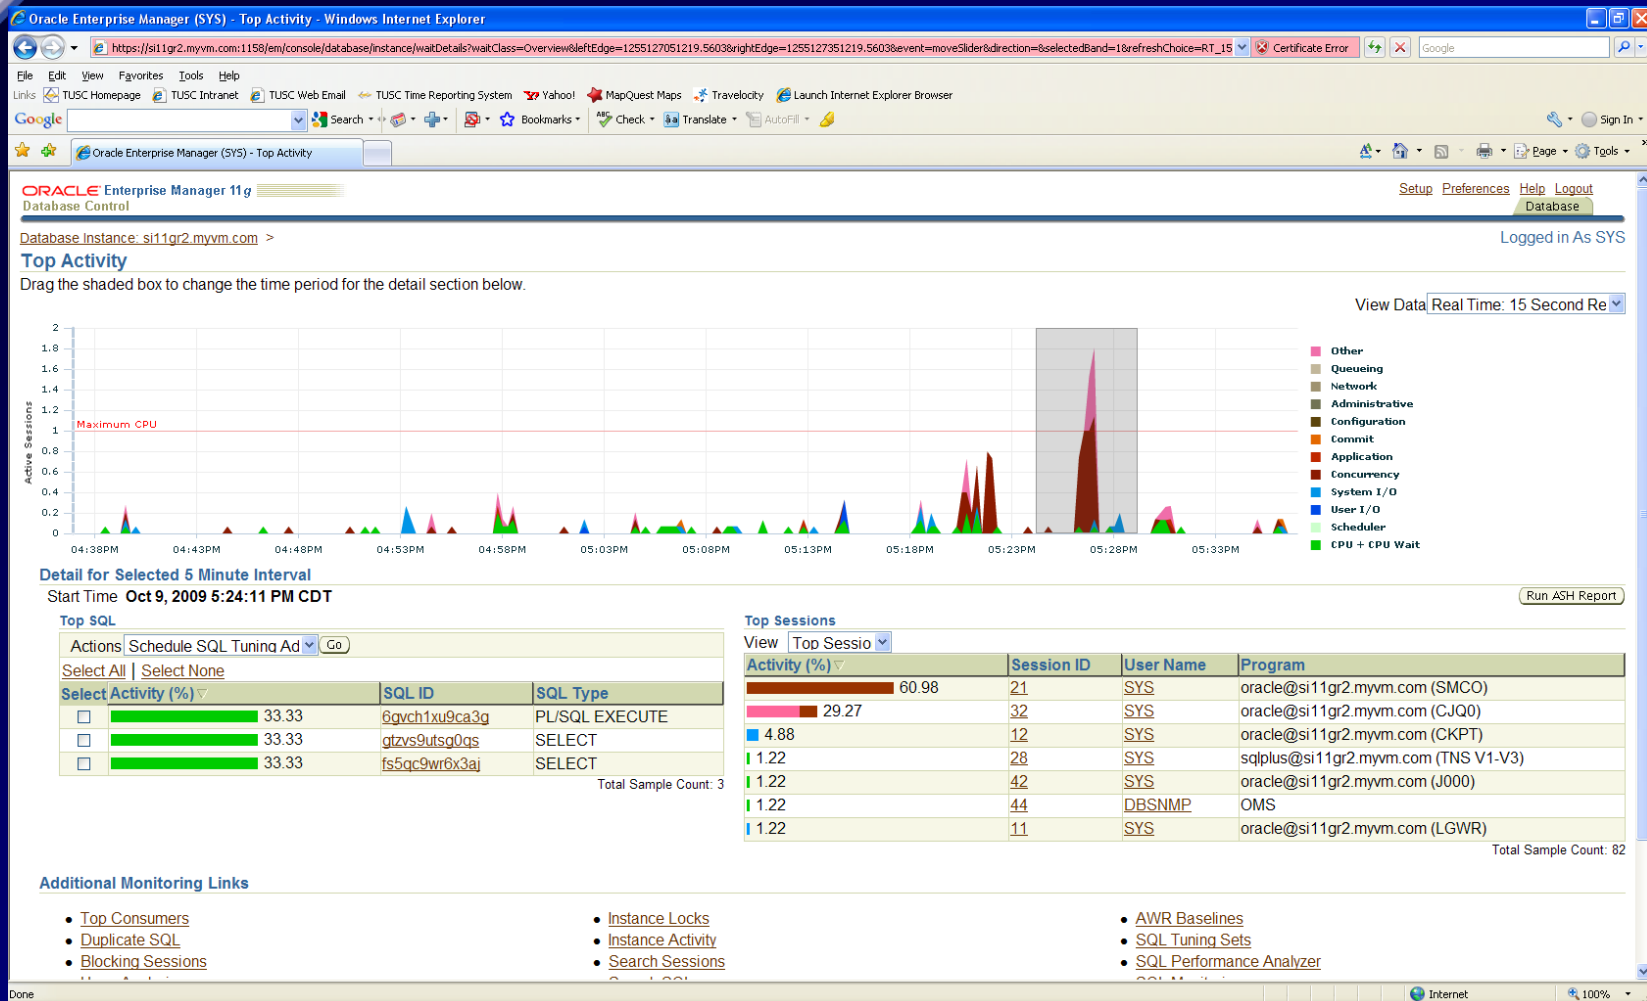 Oracle Enterprise Manager (SYS) - Top Activity - Windows Internet Explorer
https://si11gr2.myvm.com:1158/em/console/database/instance/waitDetails?waitClass=Overview&leftEdge=1255127051219.5603&rightEdge=1255127351219.5603&event=moveSlider&direction=&selectedBand=1&refreshChoice=RT_15 Certificate Error Google
File Edit View Favorites Tools Help
Links TUSC Homepage TUSC Intranet TUSC Web Email TUSC Time Reporting System Yahoo! MapQuest Maps Travelocity Launch Internet Explorer Browser
Google Search Bookmarks Check Translate AutoFill Sign In
Oracle Enterprise Manager (SYS) - Top Activity Page Tools
ORACLE Enterprise Manager 11g Setup Preferences Help Logout
Database Control Database
Database Instance: si11gr2.myvm.com > Logged in As SYS
Top Activity
Drag the shaded box to change the time period for the detail section below.
View Data Real Time: 15 Second Re
Active Sessions
2
1.8
1.6
1.4
1.2
1
0.8
0.6
0.4
0.2
0
Maximum CPU
04:38PM 04:43PM 04:48PM 04:53PM 04:58PM 05:03PM 05:08PM 05:13PM 05:18PM 05:23PM 05:28PM 05:33PM
Other
Queueing
Network
Administrative
Configuration
Commit
Application
Concurrency
System I/O
User I/O
Scheduler
CPU + CPU Wait
Detail for Selected 5 Minute Interval
Start Time Oct 9, 2009 5:24:11 PM CDT Run ASH Report
Top SQL
Actions Schedule SQL Tuning Ad Go
Select All | Select None
Select Activity (%) SQL ID SQL Type
33.33 6gvch1xu9ca3g PL/SQL EXECUTE
33.33 gtzvs9utsg0qs SELECT
33.33 fs5qc9wr6x3aj SELECT
Total Sample Count: 3
Top Sessions
View Top Sessio
Activity (%) Session ID User Name Program
60.98 21 SYS oracle@si11gr2.myvm.com (SMCO)
29.27 32 SYS oracle@si11gr2.myvm.com (CJQ0)
4.88 12 SYS oracle@si11gr2.myvm.com (CKPT)
1.22 28 SYS sqlplus@si11gr2.myvm.com (TNS V1-V3)
1.22 42 SYS oracle@si11gr2.myvm.com (J000)
1.22 44 DBSNMP OMS
1.22 11 SYS oracle@si11gr2.myvm.com (LGWR)
Total Sample Count: 82
Additional Monitoring Links
Top Consumers
Duplicate SQL
Blocking Sessions
Instance Locks
Instance Activity
Search Sessions
AWR Baselines
SQL Tuning Sets
SQL Performance Analyzer
Done Internet 100%